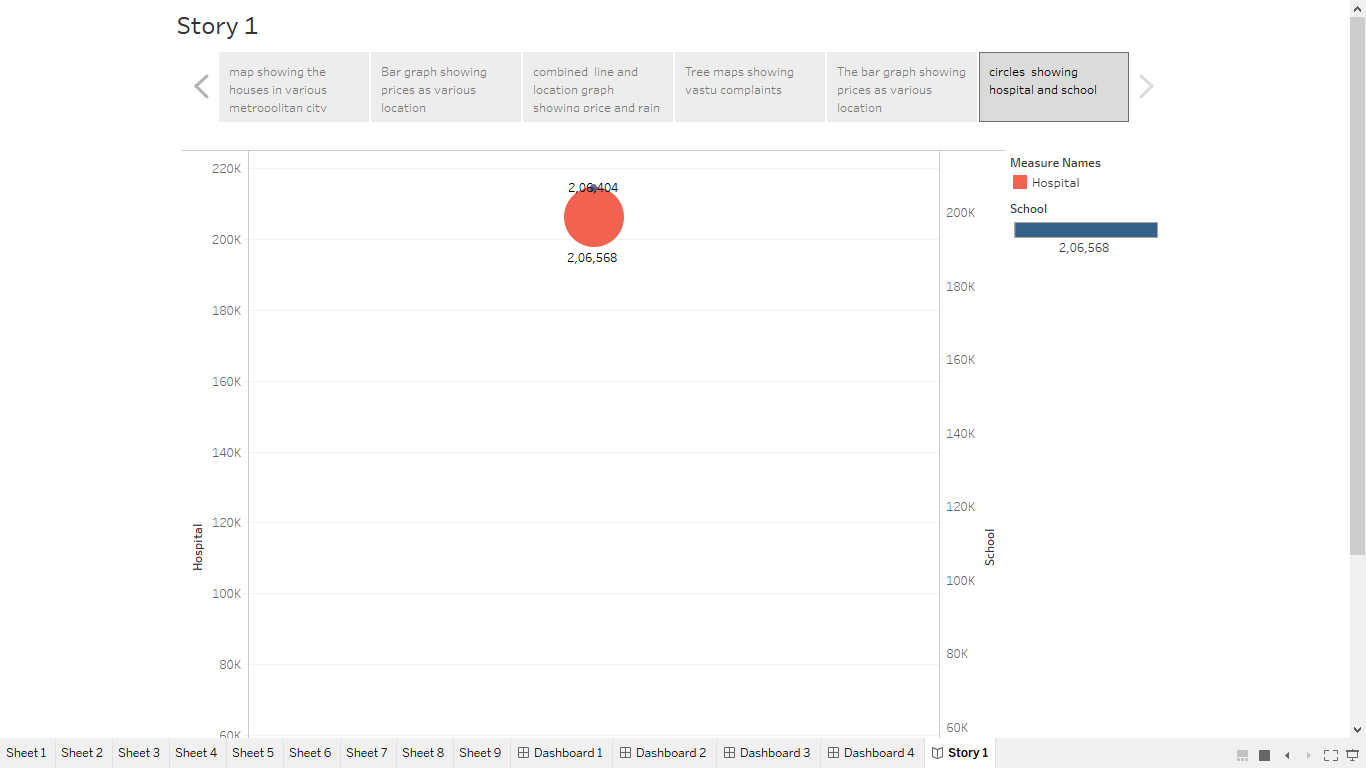 Story 1
map showing the
houses in various
metropolitan city
Bar graph showing
prices as various
location
combined line and
location graph
showing price and rain
Tree maps showing
vastu complaints
The bar graph showing
prices as various
location
circles showing
hospital and school
220K
200K
180K
160K
140K
120K
100K
80K
60K
Hospital
2,06,404
2,06,568
200K
180K
160K
140K
120K
100K
80K
60K
School
Measure Names
Hospital
School
2,06,568
Sheet 1 Sheet 2 Sheet 3 Sheet 4 Sheet 5 Sheet 6 Sheet 7 Sheet 8 Sheet 9 Dashboard 1 Dashboard 2 Dashboard 3 Dashboard 4 Story 1